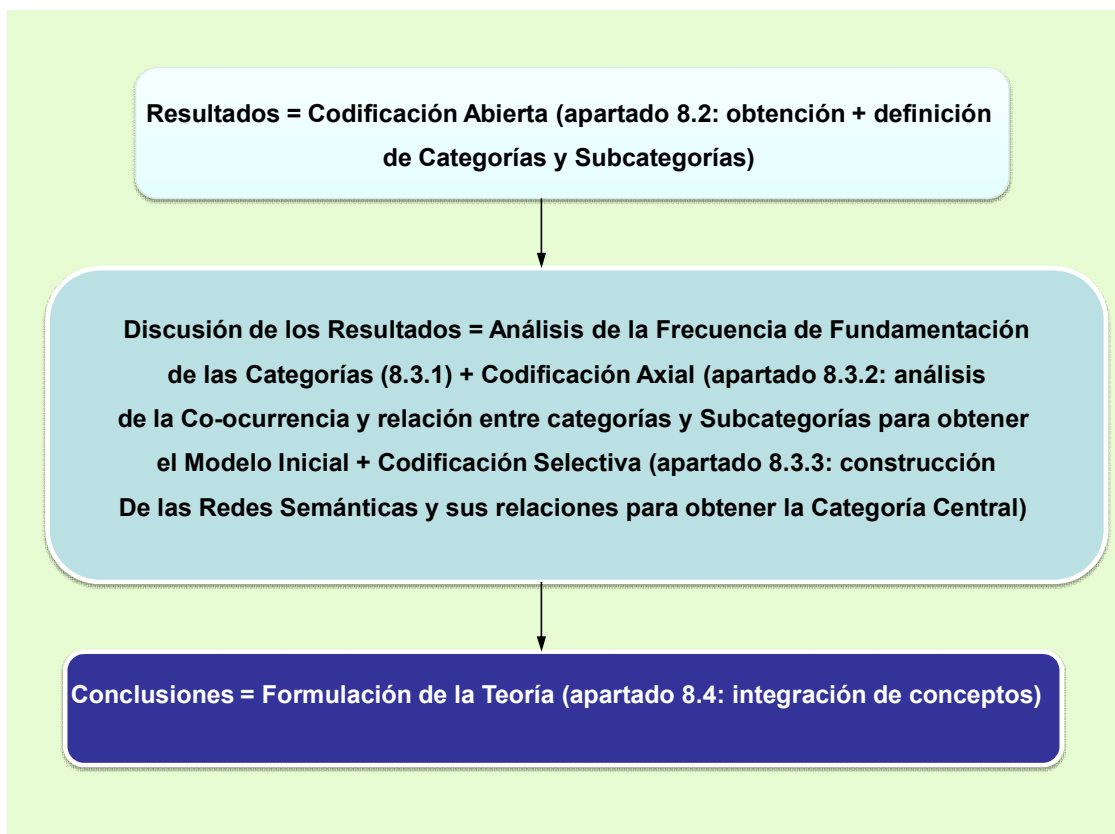 Resultados = Codificación Abierta (apartado 8.2: obtención + definición
de Categorías y Subcategorías)
Discusión de los Resultados = Análisis de la Frecuencia de Fundamentación
de las Categorías (8.3.1) + Codificación Axial (apartado 8.3.2: análisis
de la Co-ocurrencia y relación entre categorías y Subcategorías para obtener
el Modelo Inicial + Codificación Selectiva (apartado 8.3.3: construcción
De las Redes Semánticas y sus relaciones para obtener la Categoría Central)
Conclusiones = Formulación de la Teoría (apartado 8.4: integración de conceptos)